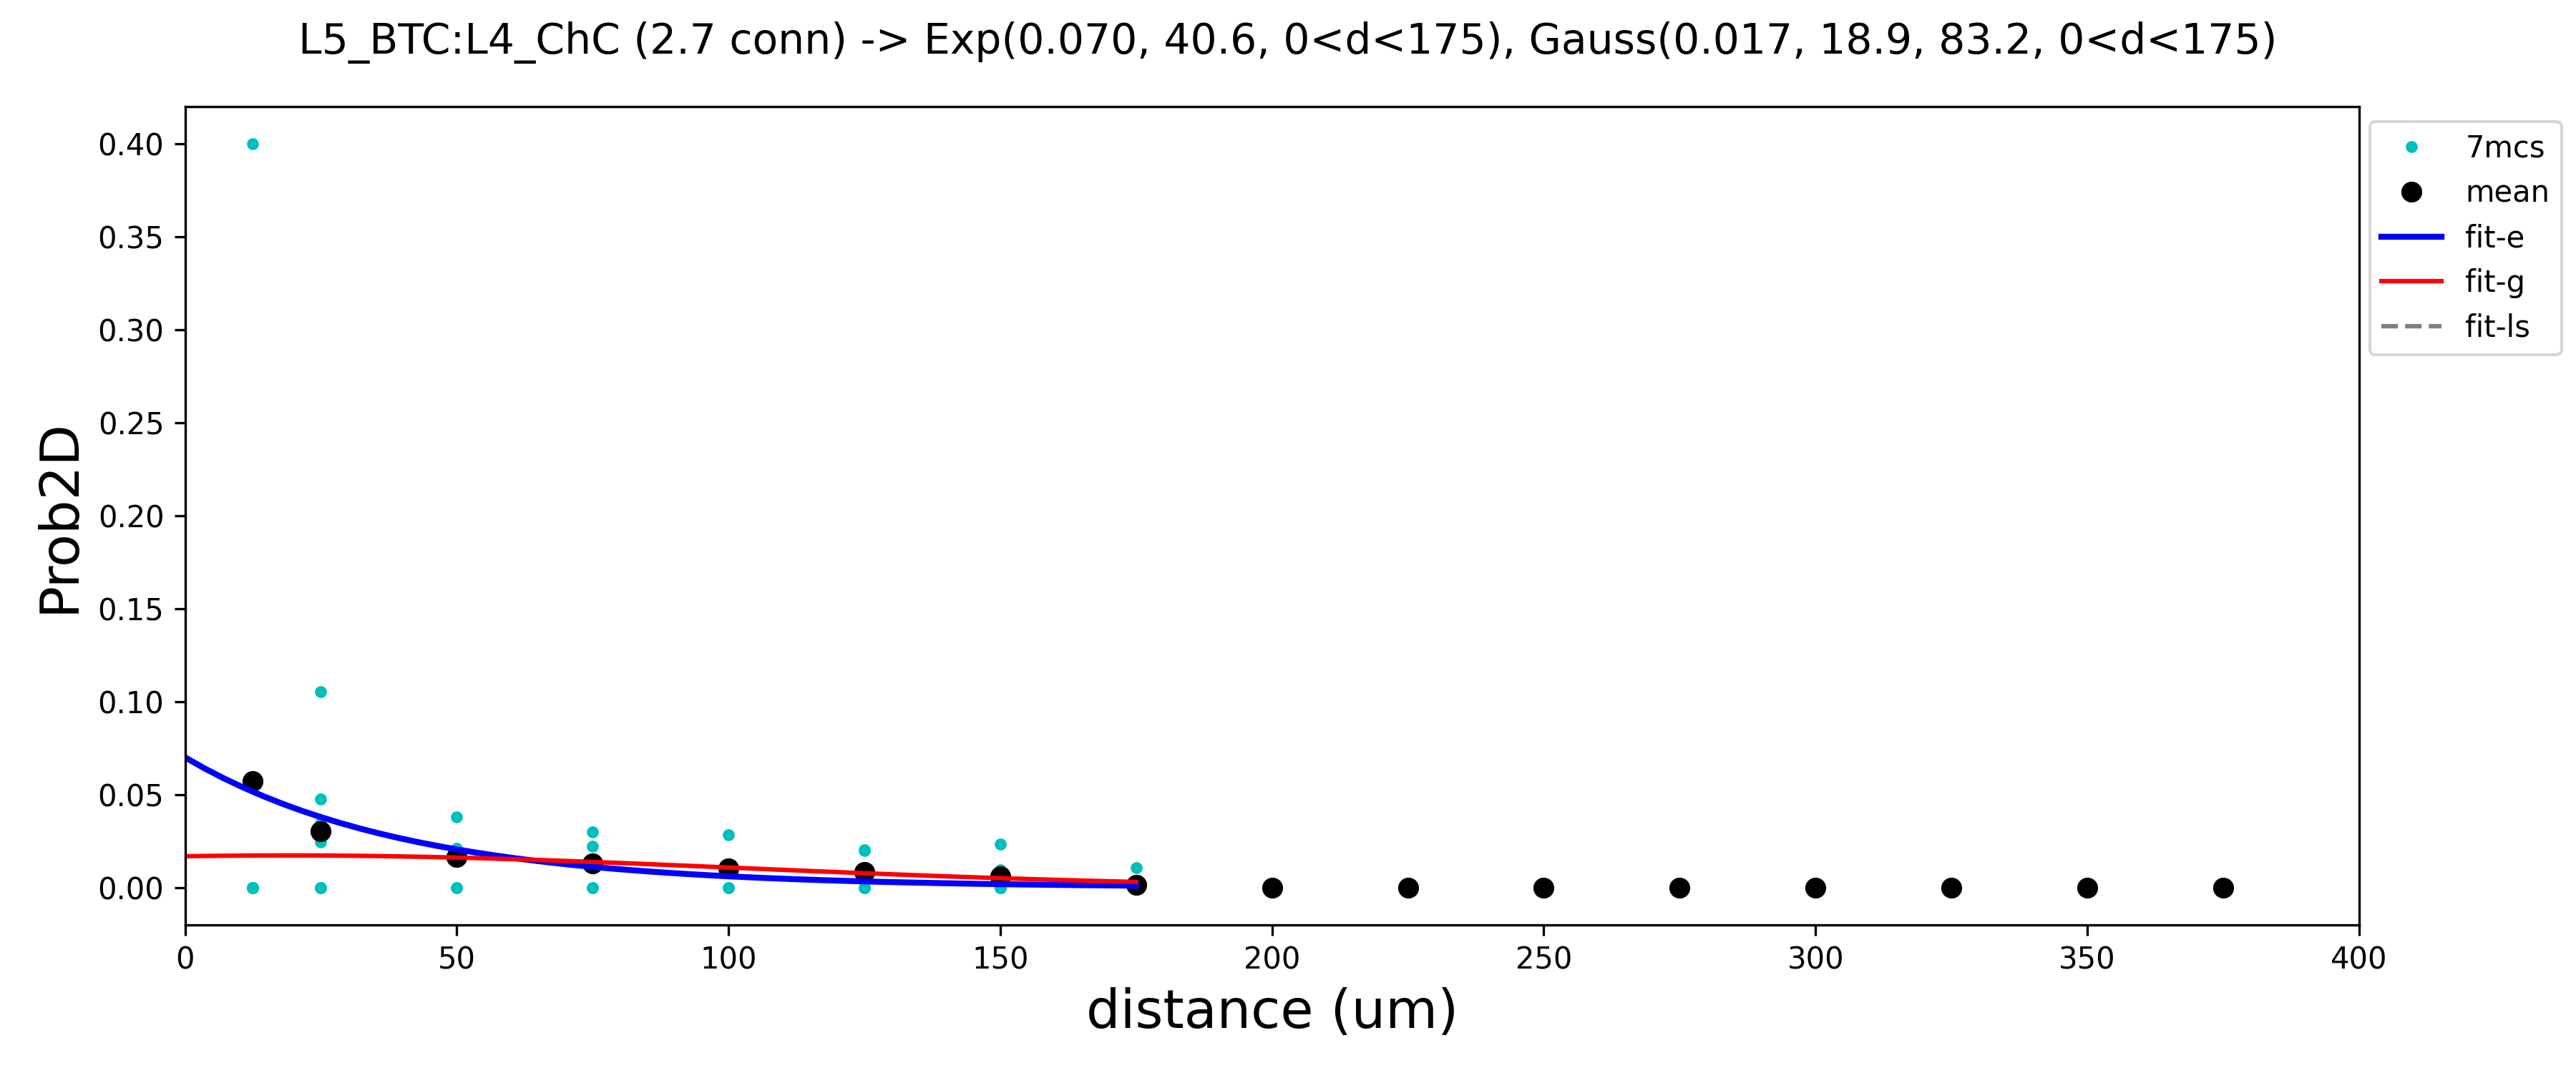 L5_BTC:L4_ChC (2.7 conn) -> Exp(0.070, 40.6, 0<d<175), Gauss(0.017, 18.9, 83.2, 0<d<175)
0.40
0.35
0.30
0.25
0.20
0.15
0.10
0.05
0.00
Prob2D
0 50 100 150 200 250 300 350 400
distance (um)
7mcs
mean
fit-e
fit-g
fit-ls